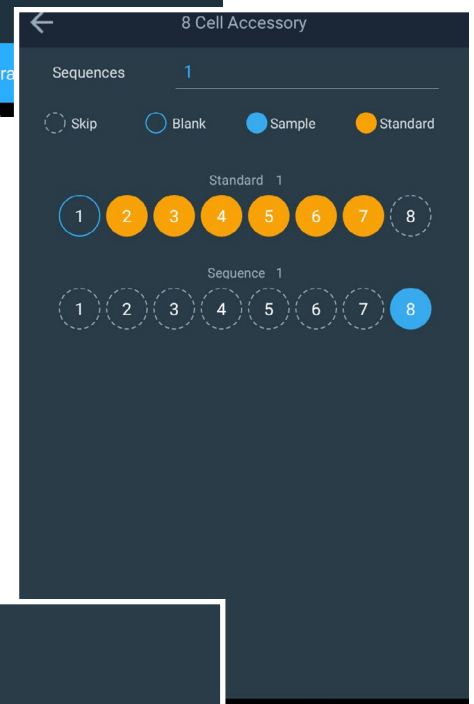 ra
8 Cell Accessory
Sequences 1
Skip Blank Sample Standard
Standard 1
1 2 3 4 5 6 7 8
Sequence 1
1 2 3 4 5 6 7 8